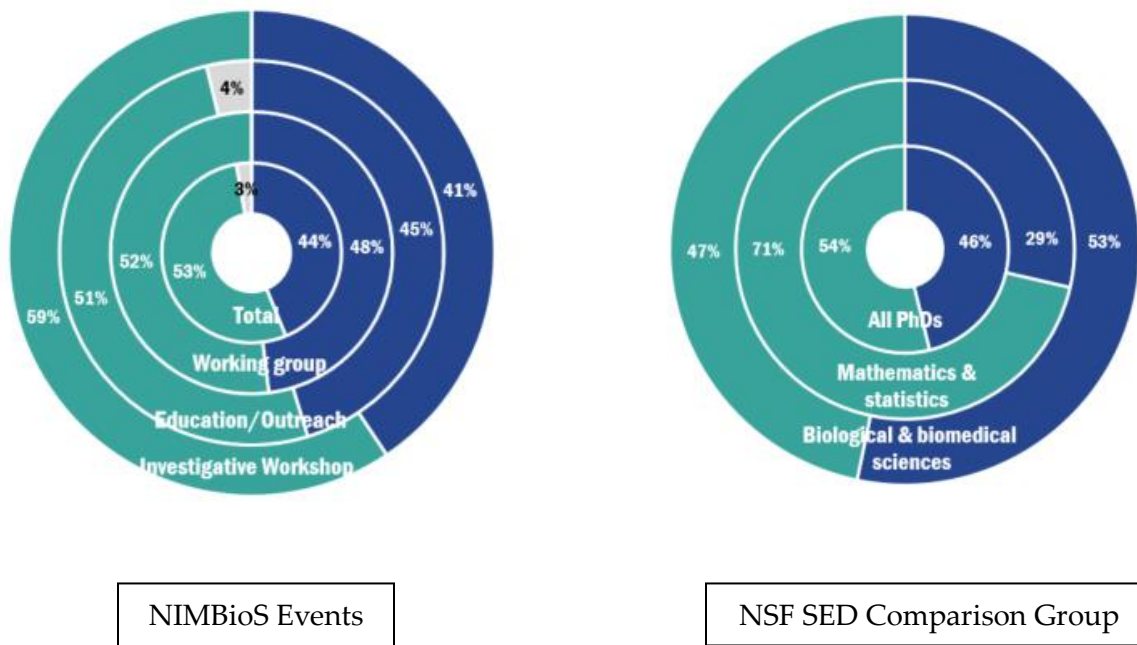 4%
3%
41%
44%
48%
45%
52%
53%
51%
59%
Total
Working group
Education/Outreach
Investigative Workshop
46%
29%
53%
47%
71%
54%
All PhDs
Mathematics &
statistics
Biological & biomedical
sciences
NIMBioS Events
NSF SED Comparison Group